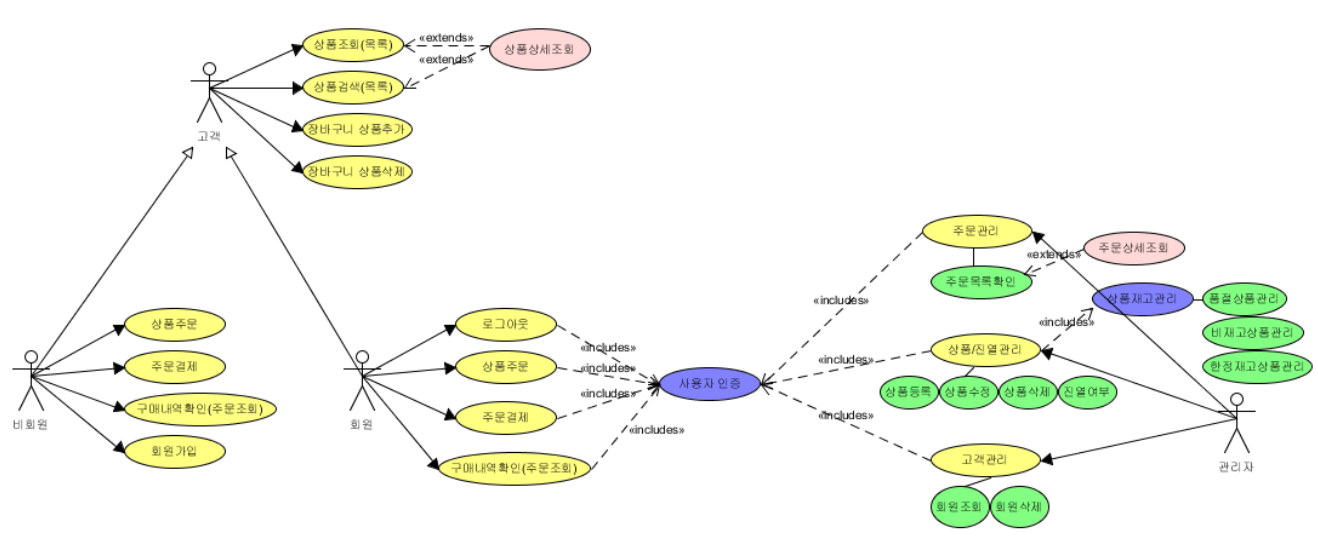 상품조회(목록)
«extends»
상품상세조회
«extends»
상품검색(목록)
장바구니 상품추가
고객
장바구니 상품삭제
주문관리
«extends»
주문상세조회
주문목록확인
«includes»
상품재고관리
품절상품관리
«includes»
비재고상품관리
상품/진열관리
«includes»
한정재고상품관리
상품등록
상품수정
상품삭제
진열여부
상품주문
주문결제
구매내역확인(주문조회)
비회원
회원가입
로그아웃
«includes»
상품주문
«includes»
사용자 인증
«includes»
주문결제
회원
«includes»
구매내역확인(주문조회)
«includes»
고객관리
관리자
회원조회
회원삭제